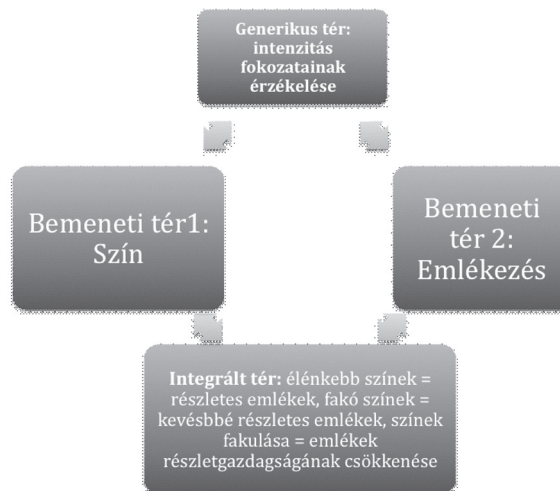 Generikus tér:
intenzitás
fokozatainak
érzékelése
Bemeneti tér1:
Szín
Bemeneti
tér 2:
Emlékezés
Integrált tér: élénkebb színek =
részletes emlékek, fakó színek =
kevésbbé részletes emlékek, színek
fakulása = emlékek
részletgazdagságának csökkenése